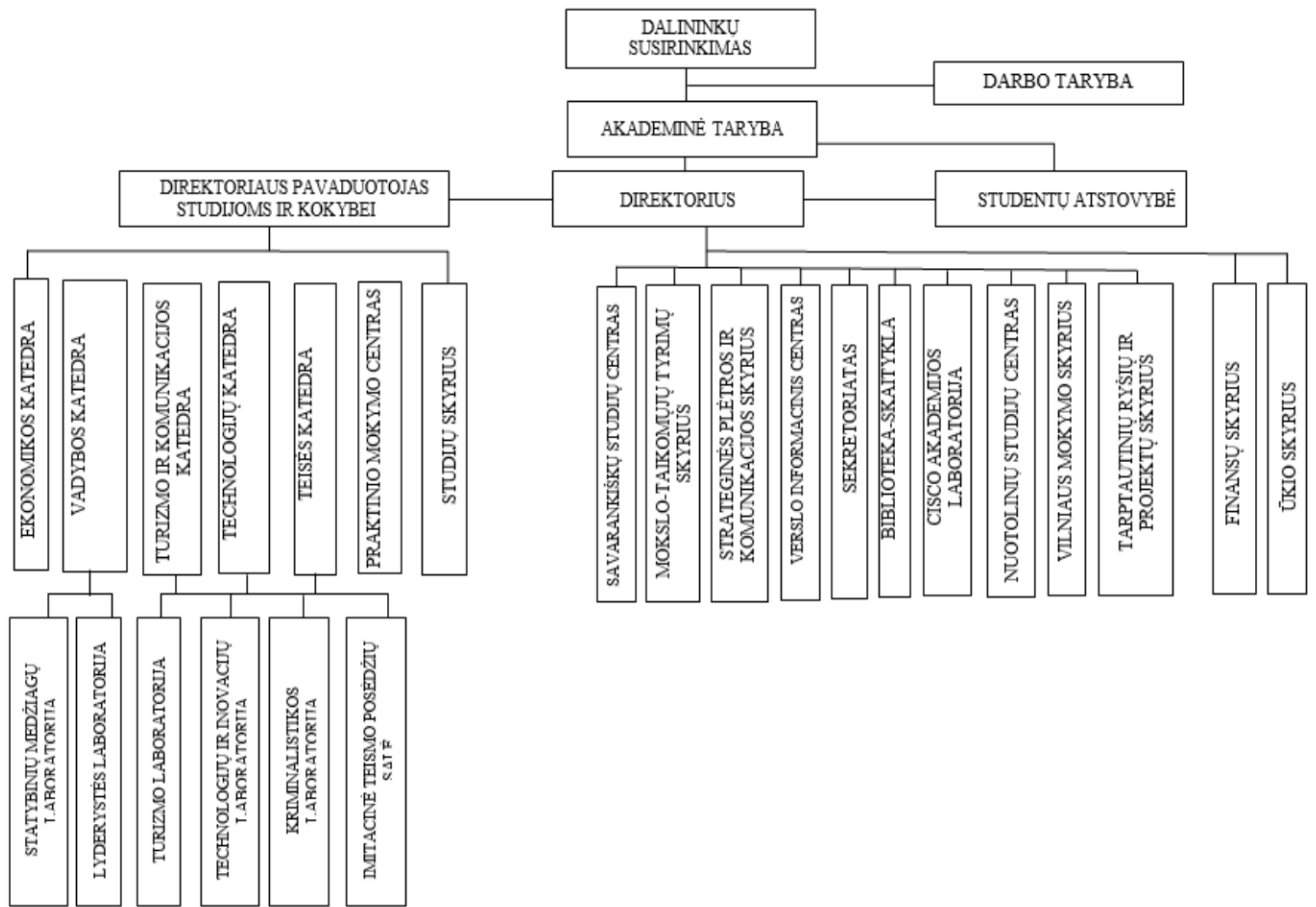 DALININKŲ
SUSIRINKIMAS
DARBO TARYBA
AKADEMINĖ TARYBA
DIREKTORIAUS PAVADUOTOJAS
STUDIJOMS IR KOKYBEI
DIREKTORIUS
STUDENTŲ ATSTOVYBĖ
EKONOMIKOS KATEDRA
VADYBOS KATEDRA
TURIZMO IR KOMUNIKACIJOS
KATEDRA
TECHNOLOGIJŲ KATEDRA
TEISĖS KATEDRA
PRAKTINIO MOKYMO CENTRAS
STUDIJŲ SKYRIUS
SAVARANKIŠKŲ STUDIJŲ CENTRAS
MOKSLO-TAIKOMŲJŲ TYRIMŲ
SKYRIUS
STRATEGINĖS PLĖTROS IR
KOMUNIKACIJOS SKYRIUS
VERSLO INFORMACINIS CENTRAS
SEKRETORIATAS
BIBLIOTEKA-SKAITYKLA
CISCO AKADEMIJOS
LABORATORIJA
NUOTOLINIŲ STUDIJŲ CENTRAS
VILNIAUS MOKYMO SKYRIUS
TARPTAUTINIŲ RYŠIŲ IR
PROJEKTŲ SKYRIUS
FINANSŲ SKYRIUS
ŪKIO SKYRIUS
STATYBINIŲ MEDŽIAGŲ
LABORATORIJA
LYDERYSTĖS LABORATORIJA
TURIZMO LABORATORIJA
TECHNOLOGIJŲ IR INOVACIJŲ
LABORATORIJA
KRIMINALISTIKOS
LABORATORIJA
IMITACINĖ TEISMO POSĖDŽIŲ
SALĖ